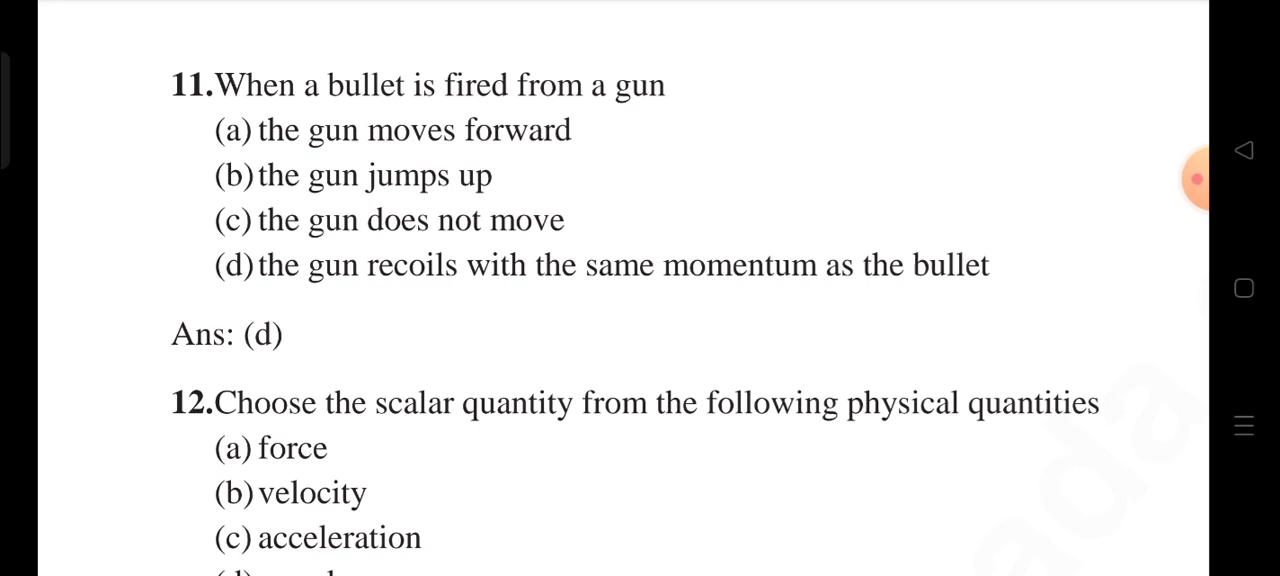 11.When a bullet is fired from a gun
(a) the gun moves forward
(b) the gun jumps up
(c) the gun does not move
(d) the gun recoils with the same momentum as the bullet
Ans: (d)
12.Choose the scalar quantity from the following physical quantities
(a) force
(b) velocity
(c) acceleration